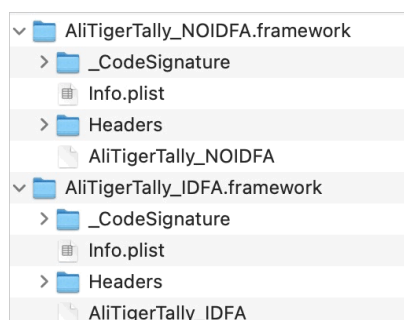 AliTigerTally_NOIDFA.framework
_CodeSignature
Info.plist
Headers
AliTigerTally_NOIDFA
AliTigerTally_IDFA.framework
_CodeSignature
Info.plist
Headers
AliTigerTally_IDFA